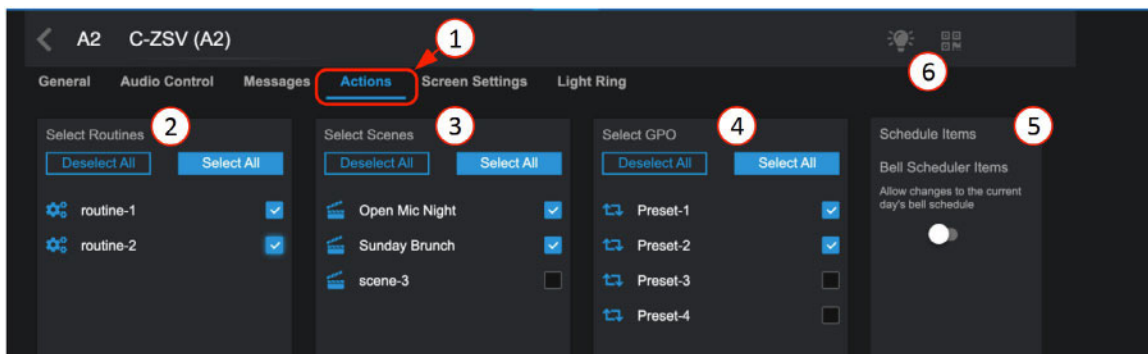 A2 C-ZSV (A2)
1
6
General Audio Control Messages Actions Screen Settings Light Ring
Select Routines 2
Deselect All Select All
routine-1
routine-2
Select Scenes 3
Deselect All Select All
Open Mic Night
Sunday Brunch
scene-3
Select GPO 4
Deselect All Select All
Preset-1
Preset-2
Preset-3
Preset-4
Schedule Items 5
Bell Scheduler Items
Allow changes to the current
day's bell schedule